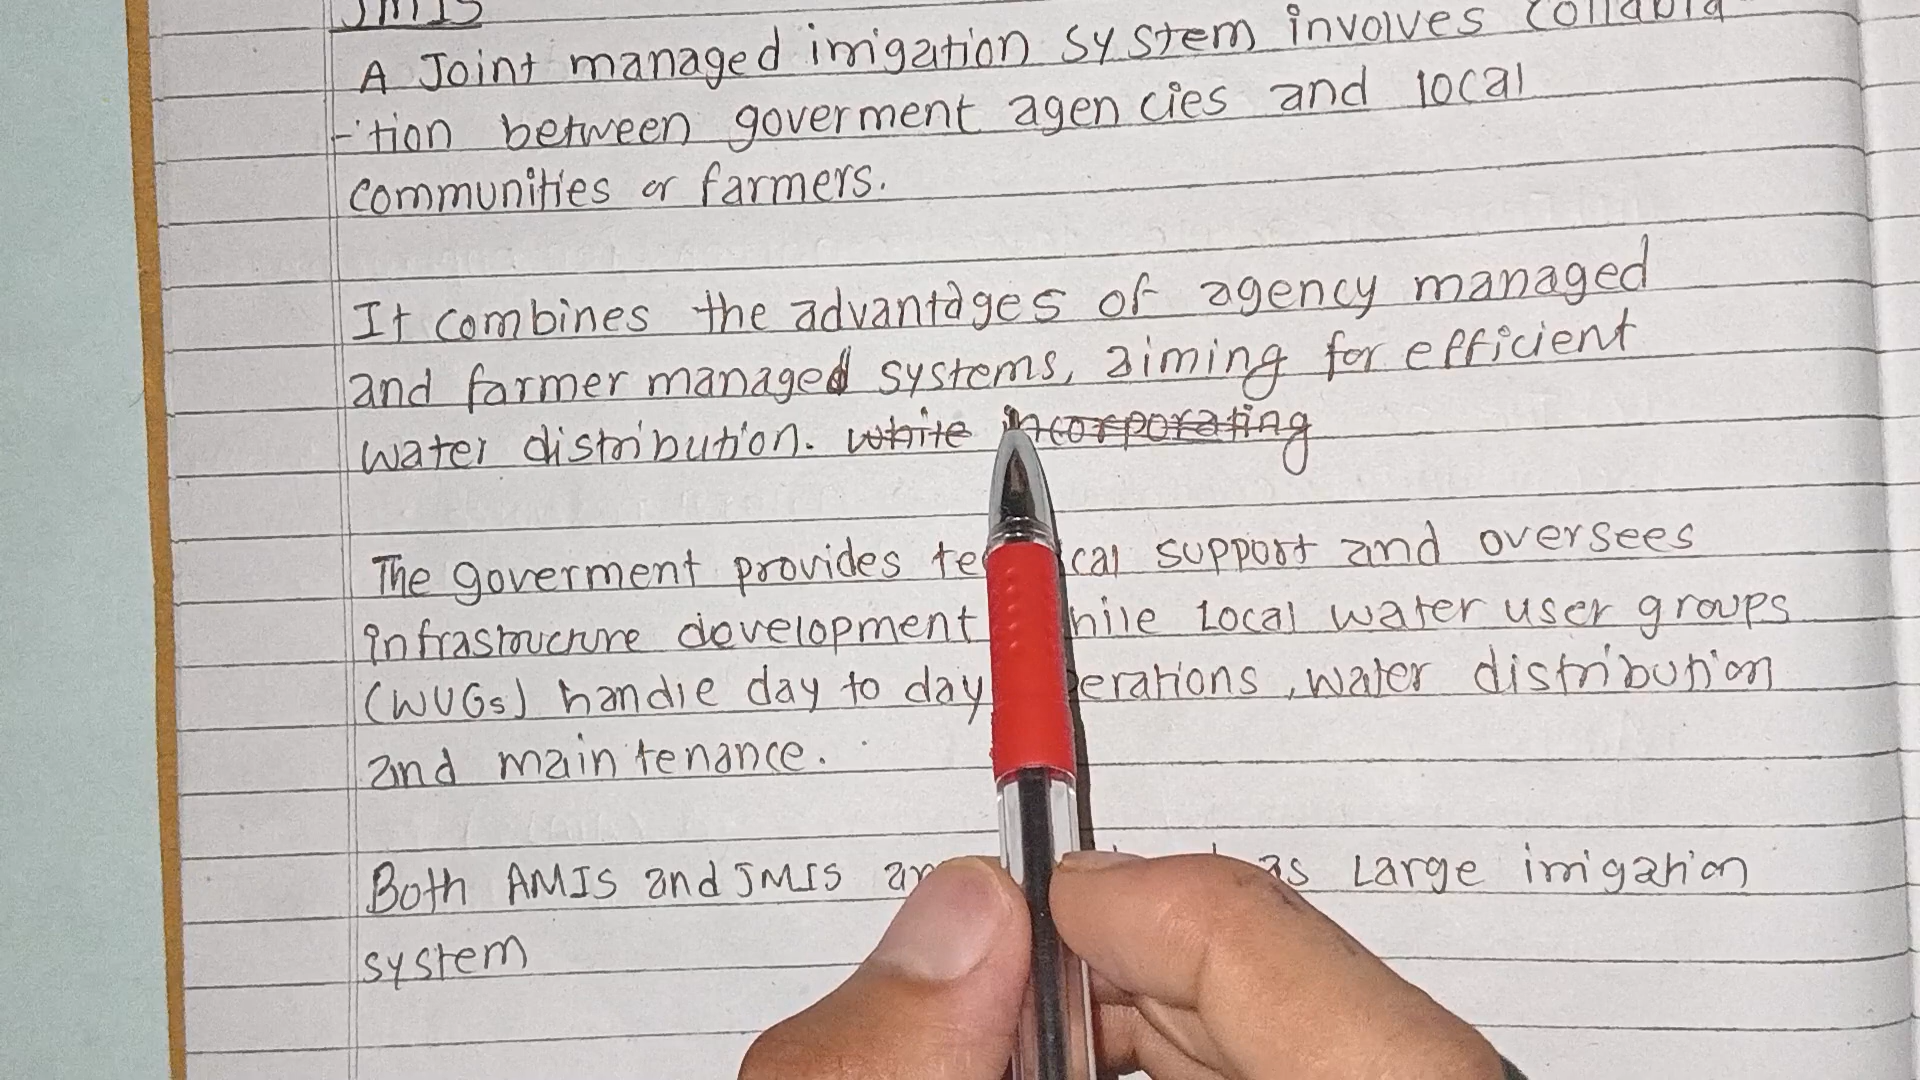 JMIS
A Joint managed irrigation system involves collabra
-tion between goverment agencies and local
communities or farmers.
It combines the advantages of agency managed
and farmer managed systems, aiming for efficient
water distribution. while incorporating
The goverment provides support and oversees
infrastructure development Local water user groups
(WUGs) handle day to day , water distribution
and maintenance.
Both AMIS and JMIS as Large irrigation
system